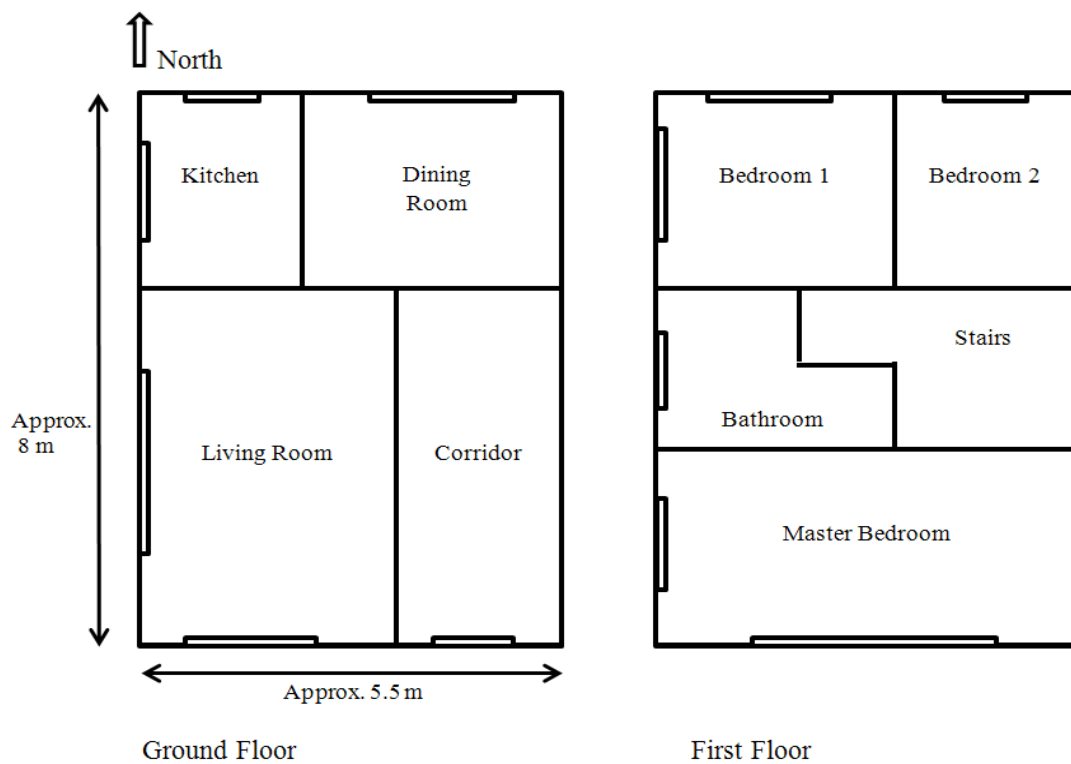 North
Kitchen
Dining
Room
Bedroom 1
Bedroom 2
Approx.
8 m
Living Room
Corridor
Stairs
Bathroom
Master Bedroom
Approx. 5.5 m
Ground Floor
First Floor